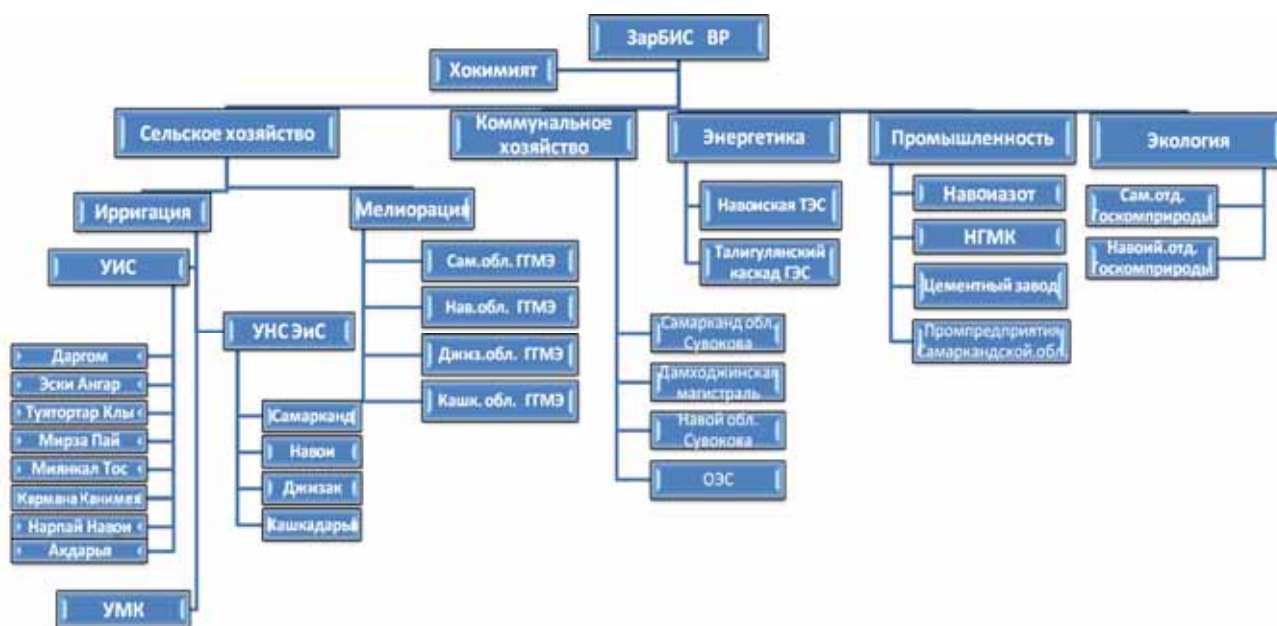 ЗарБИС ВР
Хокимият
Сельское хозяйство
Коммунальное
хозяйство
Энергетика
Промышленность
Экология
Ирригация
Мелиорация
УИС
УНС ЭиС
Даргом
Эски Ангар
Туятортар Клы
Мирза Пай
Миянкал Тос
Кармана Канимех
Нарпай Навои
Акдарья
УМК
Самарканд
Навои
Джизак
Кашкадарья
Сам.обл. ГГМЭ
Нав.обл. ГГМЭ
Джиз.обл. ГГМЭ
Кашк. обл. ГГМЭ
Самарканд обл.
Сувокова
Дамходжинская
магистраль
Навой обл.
Сувокова
ОЭС
Навоиская ТЭС
Талигулянский
каскад ГЭС
Навоиазот
НГМК
Цементный завод
Промпредприятия
Самаркандской.обл
Сам.отд.
Госкомприроды
Навоий.отд.
Госкомприроды